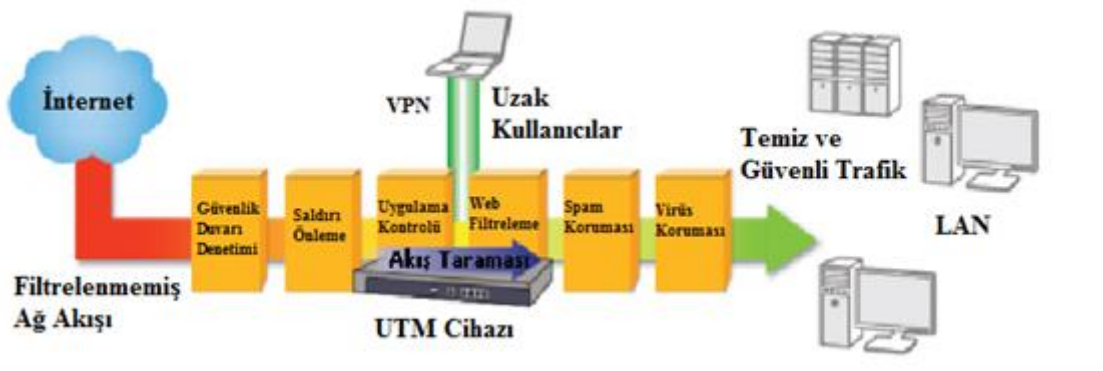 İnternet
VPN
Uzak
Kullanıcılar
Temiz ve
Güvenli Trafik
LAN
Güvenlik
Duvarı
Denetimi
Saldırı
Önleme
Uygulama
Kontrolü
Web
Filtreleme
Spam
Koruması
Virüs
Koruması
Akış Taraması
Filtrelenmemiş
Ağ Akışı
UTM Cihazı